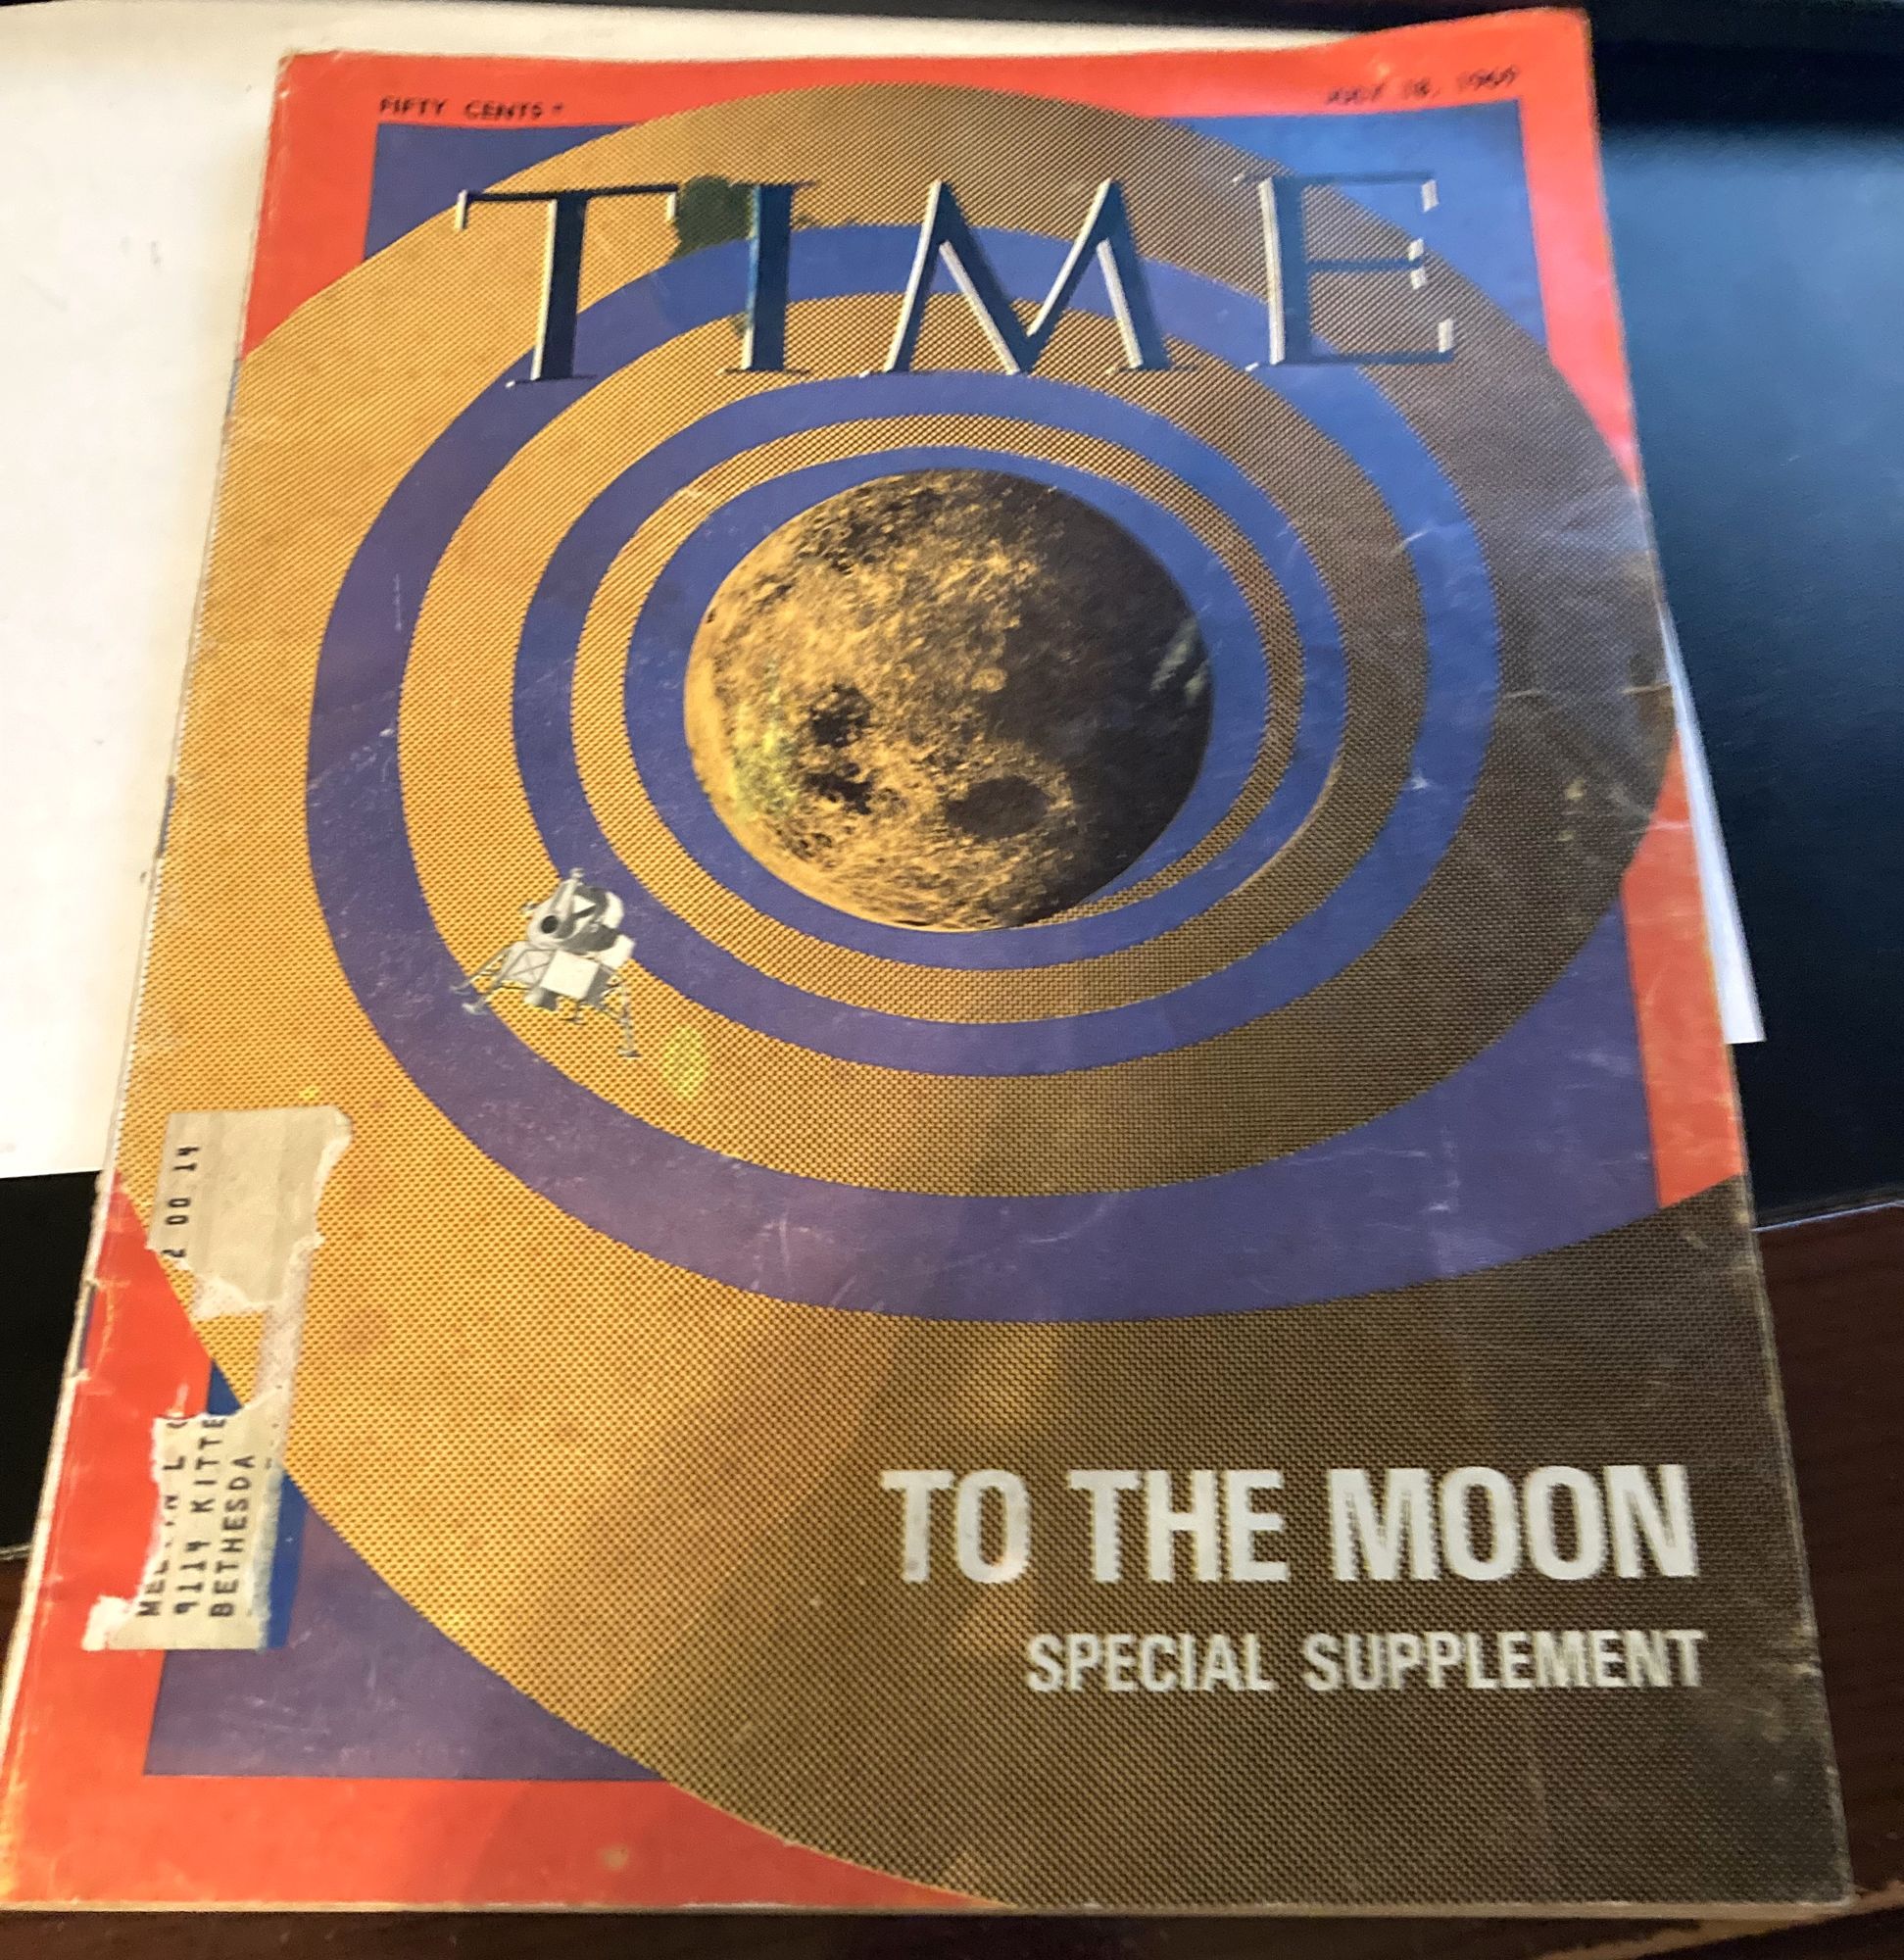 FIFTY CENTS *
JULY 18, 1969
TIME
TO THE MOON
SPECIAL SUPPLEMENT
2 00 14
L
9114 KITTE
BETHESDA